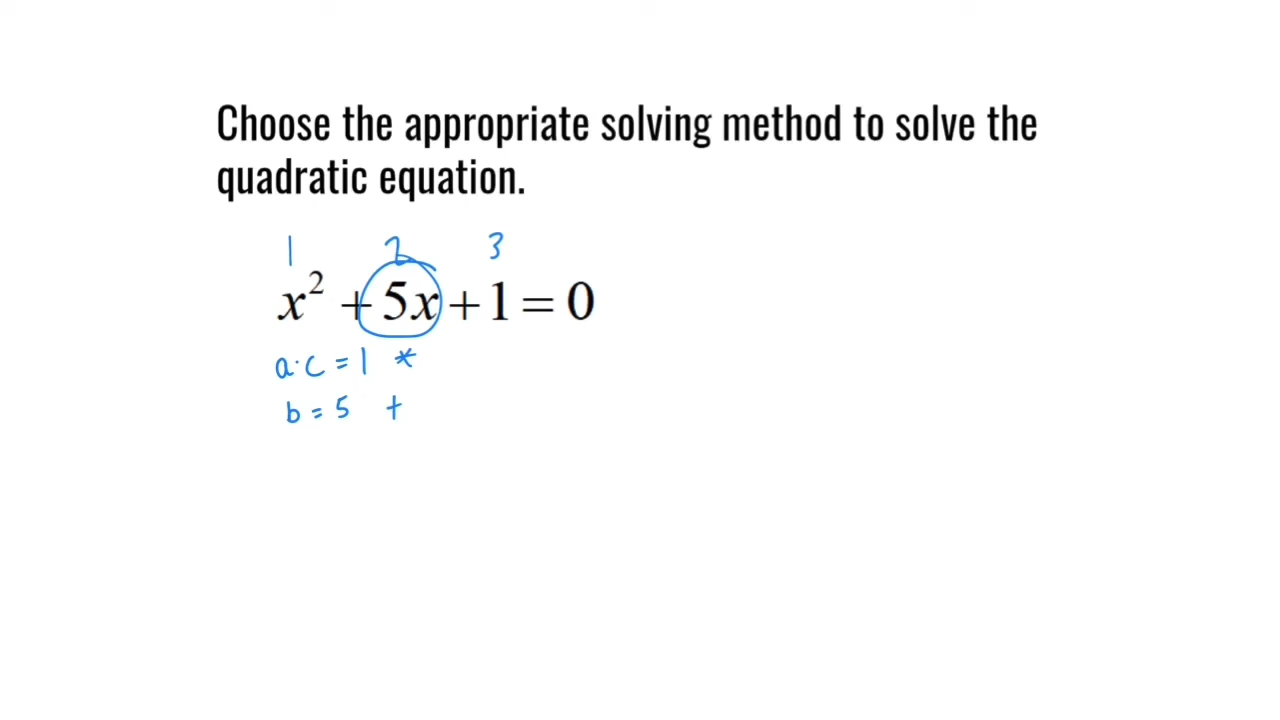 Choose the appropriate solving method to solve the
quadratic equation.
1 2 3
x² + 5x + 1 = 0
a·c = 1 *
b = 5 +